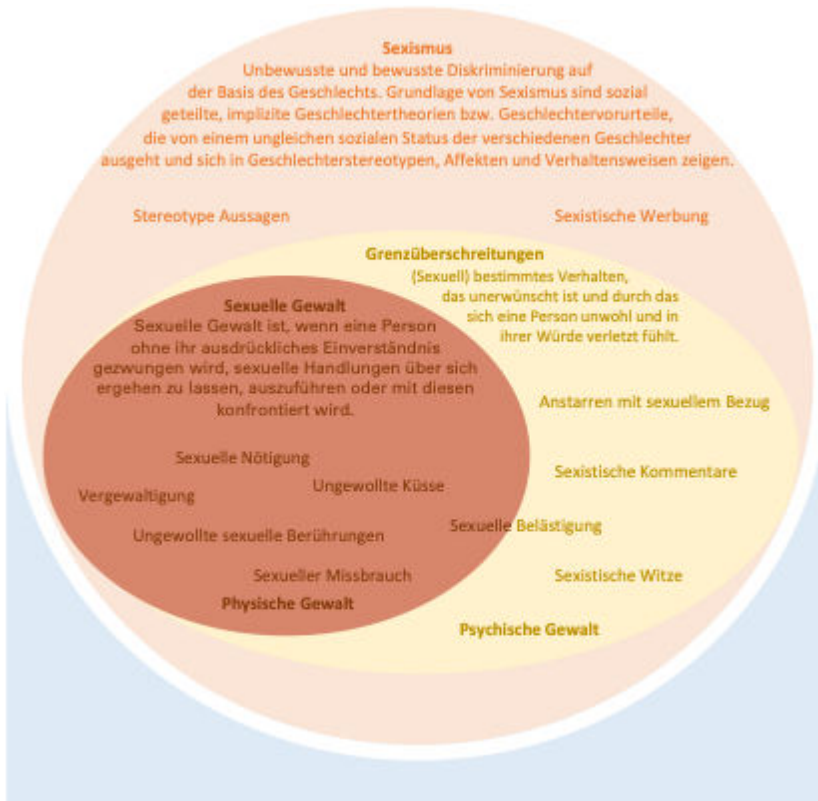 Sexismus
Unbewusste und bewusste Diskriminierung auf
der Basis des Geschlechts. Grundlage von Sexismus sind sozial
geteilte, implizite Geschlechtertheorien bzw. Geschlechtervorurteile,
die von einem ungleichen sozialen Status der verschiedenen Geschlechter
ausgeht und sich in Geschlechterstereotypen, Affekten und Verhaltensweisen zeigen.
Stereotype Aussagen
Sexistische Werbung
Grenzüberschreitungen
(Sexuell) bestimmtes Verhalten,
das unerwünscht ist und durch das
sich eine Person unwohl und in
ihrer Würde verletzt fühlt.
Sexuelle Gewalt
Sexuelle Gewalt ist, wenn eine Person
ohne ihr ausdrückliches Einverständnis
gezwungen wird, sexuelle Handlungen über sich
ergehen zu lassen, auszuführen oder mit diesen
konfrontiert wird.
Anstarren mit sexuellem Bezug
Sexuelle Nötigung
Sexistische Kommentare
Ungewollte Küsse
Vergewaltigung
Sexuelle Belästigung
Ungewollte sexuelle Berührungen
Sexueller Missbrauch
Sexistische Witze
Physische Gewalt
Psychische Gewalt